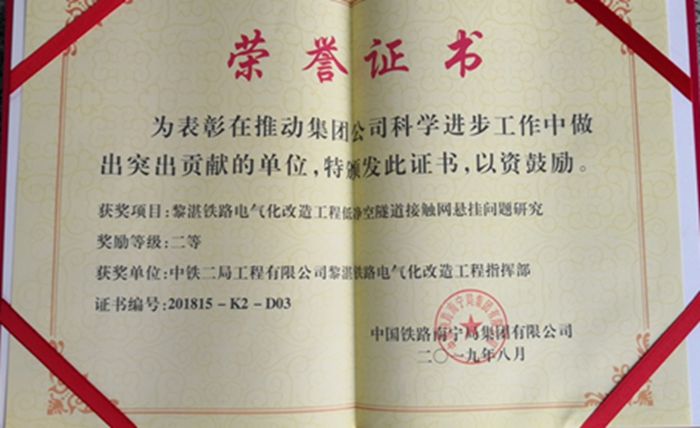 荣誉证书
为表彰在推动集团公司科学进步工作中做
出突出贡献的单位,特颁发此证书,以资鼓励。
获奖项目:黎湛铁路电气化改造工程低净空隧道接触网悬挂问题研究
奖励等级:二等
获奖单位:中铁二局工程有限公司黎湛铁路电气化改造工程指挥部
证书编号:201815-K2-D03
中国铁路南宁局集团有限公司
二〇一九年八月